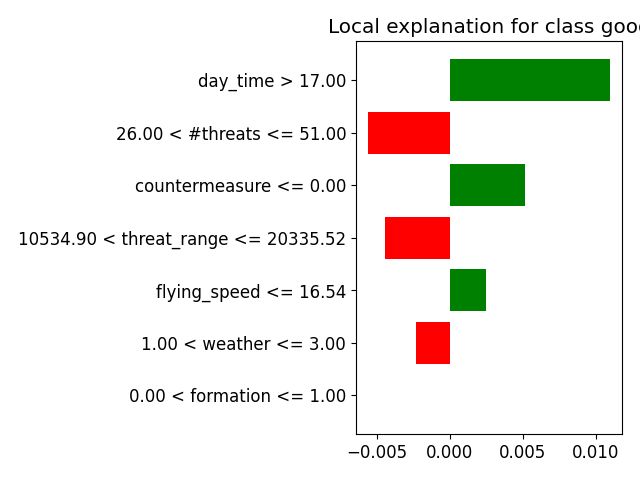 Local explanation for class good
day_time > 17.00
26.00 < #threats <= 51.00
countermeasure <= 0.00
10534.90 < threat_range <= 20335.52
flying_speed <= 16.54
1.00 < weather <= 3.00
0.00 < formation <= 1.00
−0.005 0.000 0.005 0.010